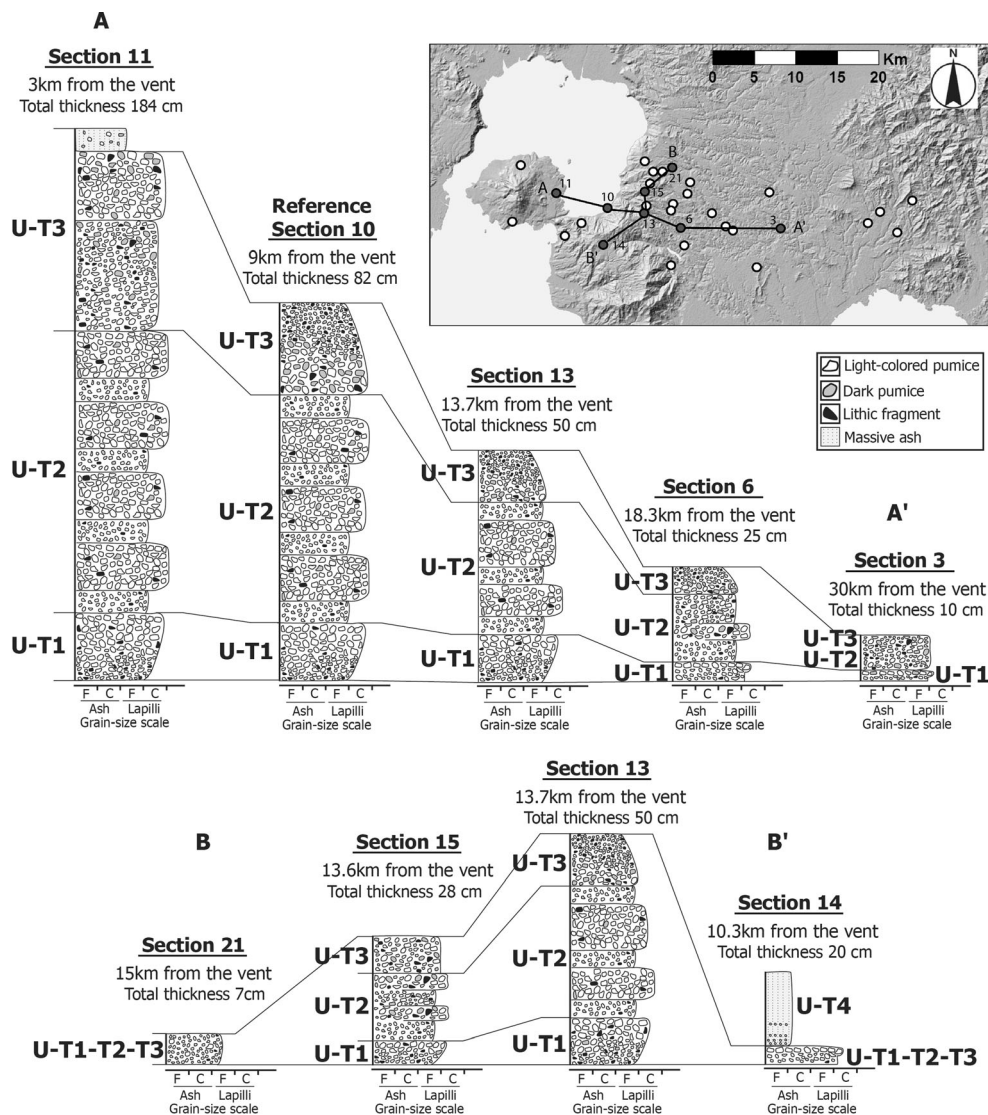 A
Section 11
3km from the vent
Total thickness 184 cm
U-T3
U-T2
U-T1
F C F C
Ash Lapilli
Grain-size scale
Reference
Section 10
9km from the vent
Total thickness 82 cm
U-T3
U-T2
U-T1
F C F C
Ash Lapilli
Grain-size scale
Section 13
13.7km from the vent
Total thickness 50 cm
U-T3
U-T2
U-T1
F C F C
Ash Lapilli
Grain-size scale
Section 6
18.3km from the vent
Total thickness 25 cm
U-T3
U-T2
U-T1
F C F C
Ash Lapilli
Grain-size scale
A'
Section 3
30km from the vent
Total thickness 10 cm
U-T3
U-T2
U-T1
F C F C
Ash Lapilli
Grain-size scale
Km
0 5 10 15 20
N
B
21
A
11
15
10
13
6
3
A'
14
B'
Light-colored pumice
Dark pumice
Lithic fragment
Massive ash
B
Section 21
15km from the vent
Total thickness 7cm
U-T1-T2-T3
F C F C
Ash Lapilli
Grain-size scale
Section 15
13.6km from the vent
Total thickness 28 cm
U-T3
U-T2
U-T1
F C F C
Ash Lapilli
Grain-size scale
Section 13
13.7km from the vent
Total thickness 50 cm
U-T3
U-T2
U-T1
F C F C
Ash Lapilli
Grain-size scale
B'
Section 14
10.3km from the vent
Total thickness 20 cm
U-T4
U-T1-T2-T3
F C F C
Ash Lapilli
Grain-size scale